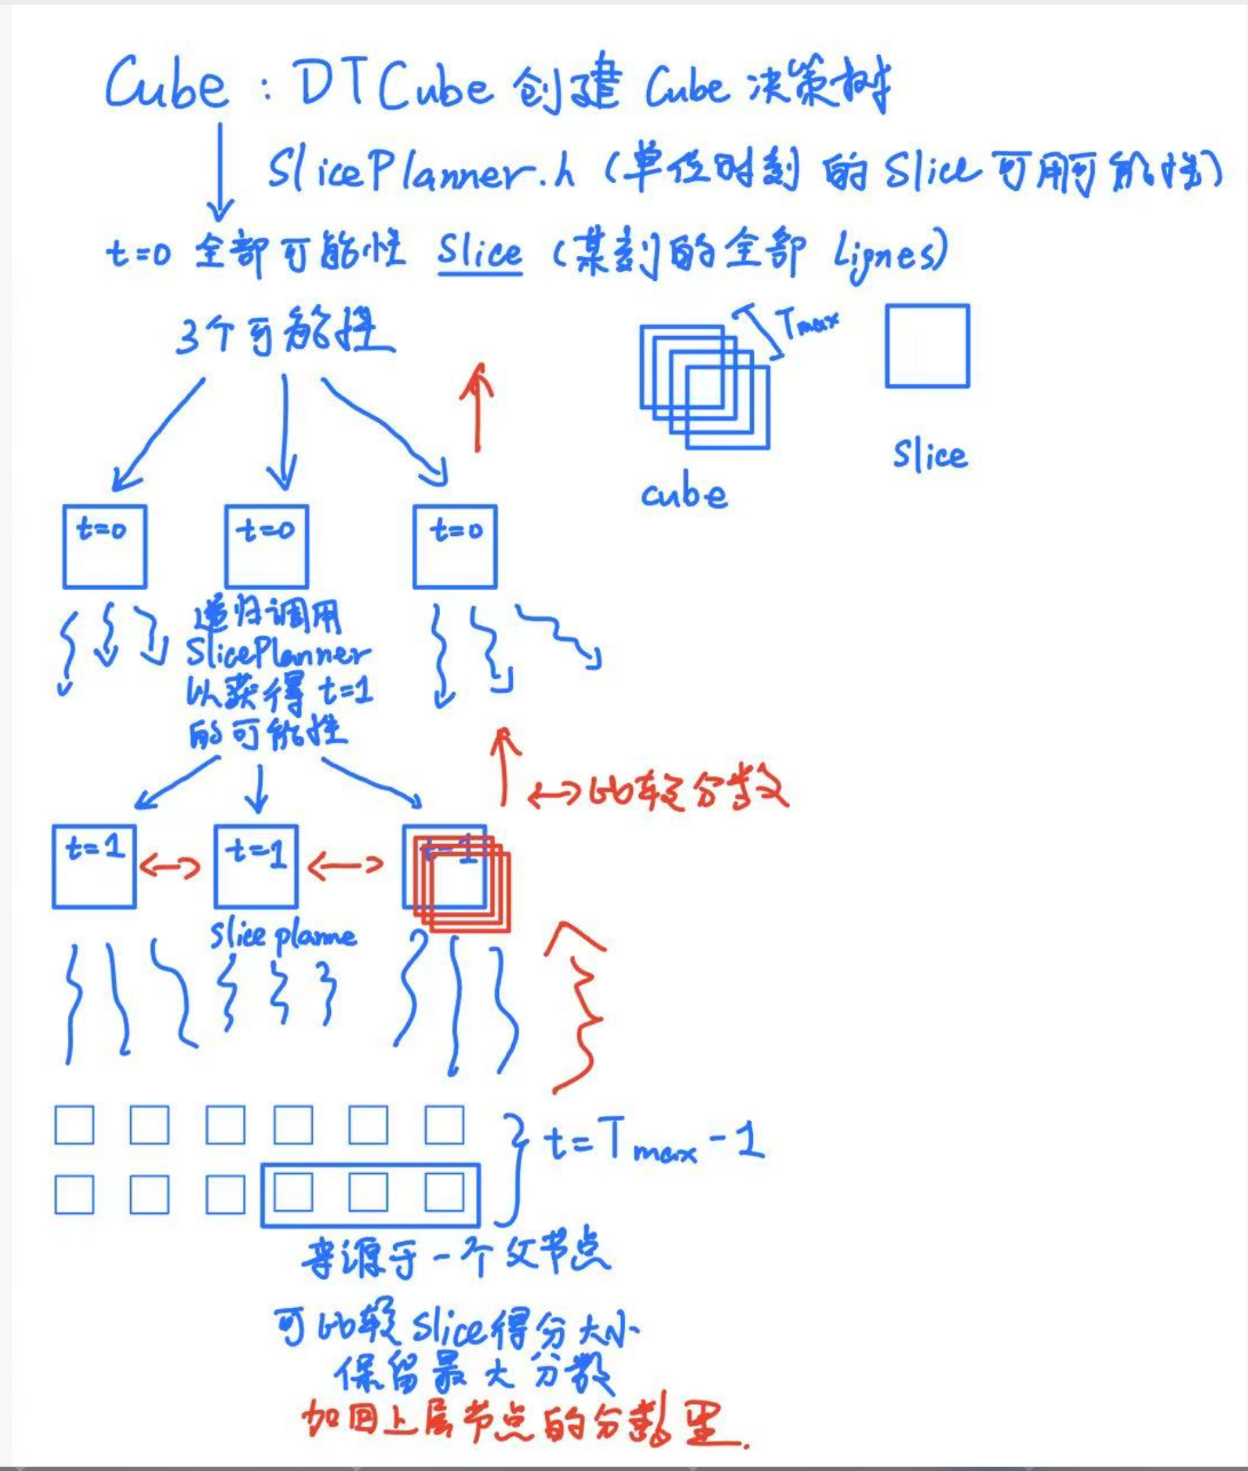 Cube : DTCube 创建 Cube 决策树
SlicePlanner.h (单位时刻 的 Slice 可用可能性)
t=0 全部可能性 Slice (某刻的全部 Lignes)
3个可能性
Tmax
cube
Slice
t=0
t=0
t=0
递归调用
SlicePlanner
以获得 t=1
的可能性
比较分数
t=1
t=1
t=1
slice planne
t=Tmax-1
来源于一个父节点
可比较slice得分大小
保留最大分数
加回上层节点的分数里.